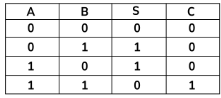 A B S C
0 0 0 0
0 1 1 0
1 0 1 0
1 1 0 1